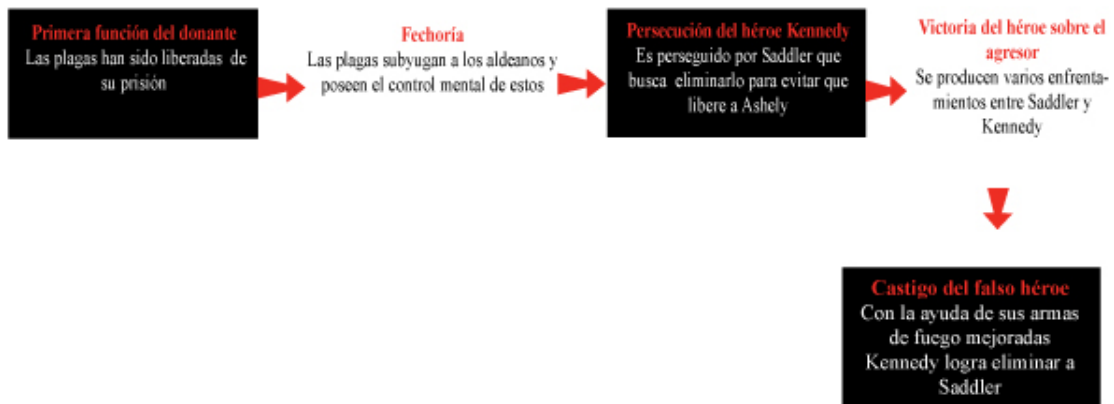 Primera función del donante
Las plagas han sido liberadas de
su prisión
Fechoría
Las plagas subyugan a los aldeanos y
poseen el control mental de estos
Persecución del héroe Kennedy
Es perseguido por Saddler que
busca eliminarlo para evitar que
libere a Ashely
Victoria del héroe sobre el
agresor
Se producen varios enfrenta-
mientos entre Saddler y
Kennedy
Castigo del falso héroe
Con la ayuda de sus armas
de fuego mejoradas
Kennedy logra eliminar a
Saddler